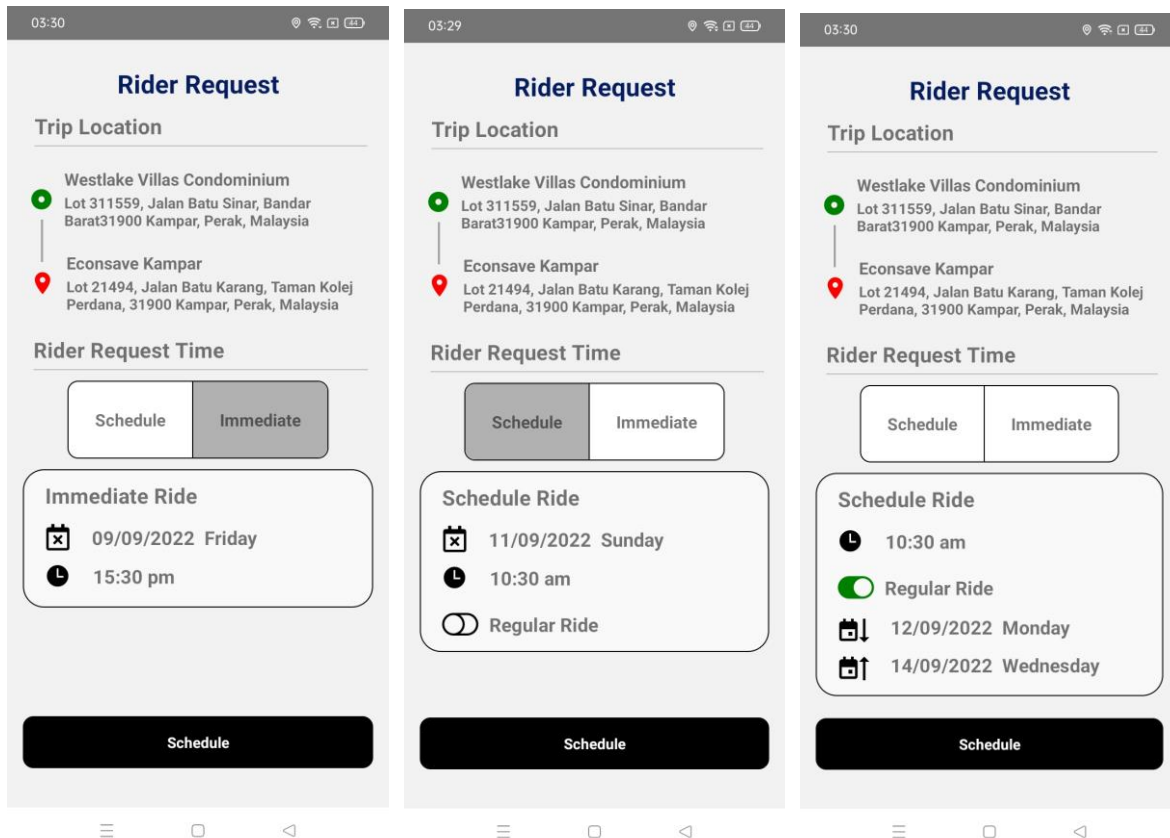 03:30
44
Rider Request
Trip Location
Westlake Villas Condominium
Lot 311559, Jalan Batu Sinar, Bandar
Barat31900 Kampar, Perak, Malaysia
Econsave Kampar
Lot 21494, Jalan Batu Karang, Taman Kolej
Perdana, 31900 Kampar, Perak, Malaysia
Rider Request Time
Schedule Immediate
Immediate Ride
09/09/2022 Friday
15:30 pm
Schedule
03:29
44
Rider Request
Trip Location
Westlake Villas Condominium
Lot 311559, Jalan Batu Sinar, Bandar
Barat31900 Kampar, Perak, Malaysia
Econsave Kampar
Lot 21494, Jalan Batu Karang, Taman Kolej
Perdana, 31900 Kampar, Perak, Malaysia
Rider Request Time
Schedule Immediate
Schedule Ride
11/09/2022 Sunday
10:30 am
Regular Ride
Schedule
03:30
44
Rider Request
Trip Location
Westlake Villas Condominium
Lot 311559, Jalan Batu Sinar, Bandar
Barat31900 Kampar, Perak, Malaysia
Econsave Kampar
Lot 21494, Jalan Batu Karang, Taman Kolej
Perdana, 31900 Kampar, Perak, Malaysia
Rider Request Time
Schedule Immediate
Schedule Ride
10:30 am
Regular Ride
12/09/2022 Monday
14/09/2022 Wednesday
Schedule